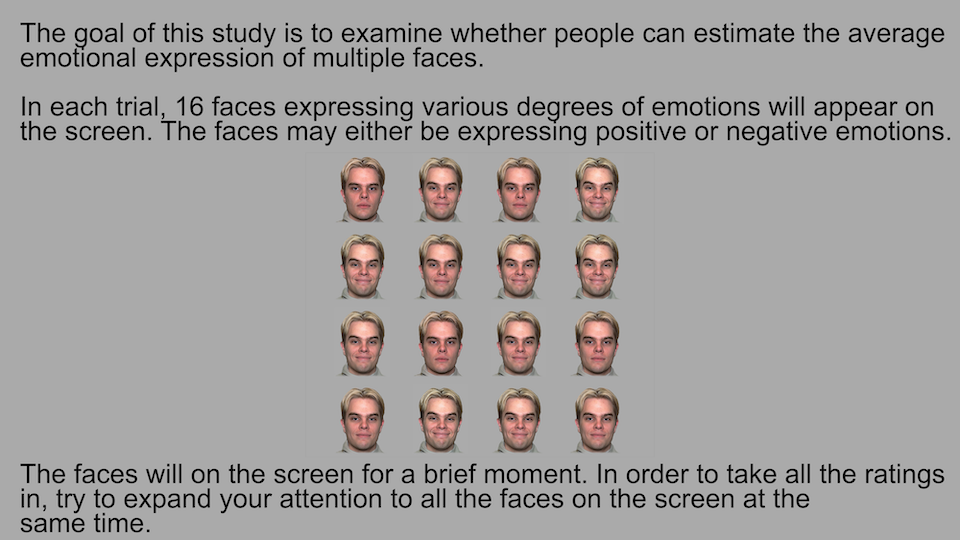 The goal of this study is to examine whether people can estimate the average
emotional expression of multiple faces.
In each trial, 16 faces expressing various degrees of emotions will appear on
the screen. The faces may either be expressing positive or negative emotions.
The faces will on the screen for a brief moment. In order to take all the ratings
in, try to expand your attention to all the faces on the screen at the
same time.